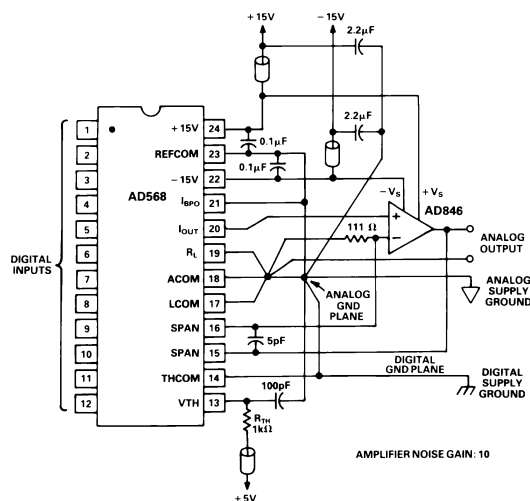 +15V
−15V
2.2µF
2.2µF
1
2
3
4
5
6
7
8
9
10
11
12
DIGITAL
INPUTS
AD568
+15V
24
REFCOM
23
−15V
22
IBPO
21
IOUT
20
RL
19
ACOM
18
LCOM
17
SPAN
16
SPAN
15
THCOM
14
VTH
13
0.1µF
0.1µF
111 Ω
−VS
+VS
AD846
+
−
ANALOG
OUTPUT
ANALOG
GND
PLANE
ANALOG
SUPPLY
GROUND
5pF
DIGITAL
GND PLANE
DIGITAL
SUPPLY
GROUND
100pF
RTH
1kΩ
+5V
AMPLIFIER NOISE GAIN: 10